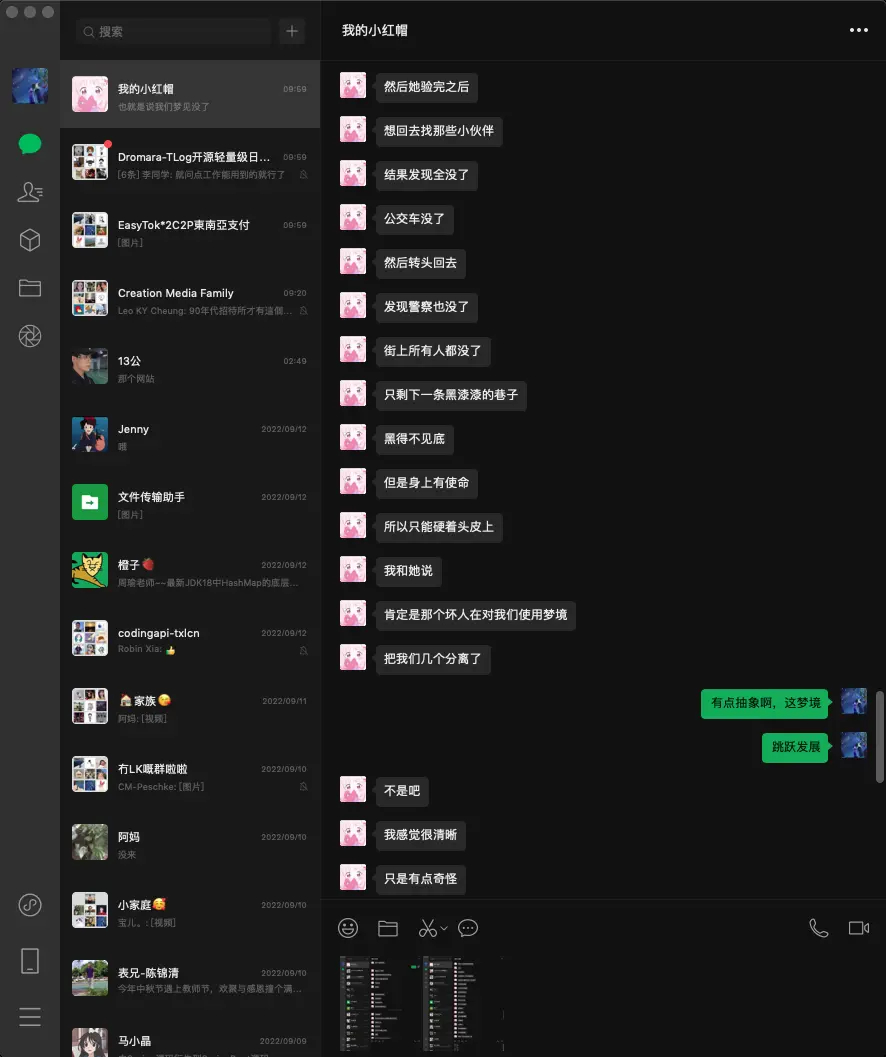 搜索
我的小红帽
09:59
也就是说我们梦见没了
Dromara-TLog开源轻量级日...
09:59
[6条] 李同学: 就问点工作能用到的就行了
EasyTok*2C2P東南亞支付
09:59
[图片]
Creation Media Family
09:20
Leo KY Cheung: 90年代招待所才有這個...
13公
02:49
那个网站
Jenny
2022/09/12
哦
文件传输助手
2022/09/12
[图片]
橙子🍓
2022/09/12
周瑜老师~~最新JDK18中HashMap的底层...
codingapi-txlcn
2022/09/12
Robin Xia: 👍
🏠家族😘
2022/09/11
阿妈: [视频]
冇LK嘅群啦啦
2022/09/10
CM-Peschke: [图片]
阿妈
2022/09/10
没来
小家庭🥰
2022/09/10
宝儿。: [视频]
表兄-陈锦清
2022/09/10
今年中秋节遇上教师节，欢聚与感恩撞个满...
马小晶
2022/09/09
我的小红帽
然后她验完之后
想回去找那些小伙伴
结果发现全没了
公交车没了
然后转头回去
发现警察也没了
街上所有人都没了
只剩下一条黑漆漆的巷子
黑得不见底
但是身上有使命
所以只能硬着头皮上
我和她说
肯定是那个坏人在对我们使用梦境
把我们几个分离了
有点抽象啊，这梦境
跳跃发展
不是吧
我感觉很清晰
只是有点奇怪